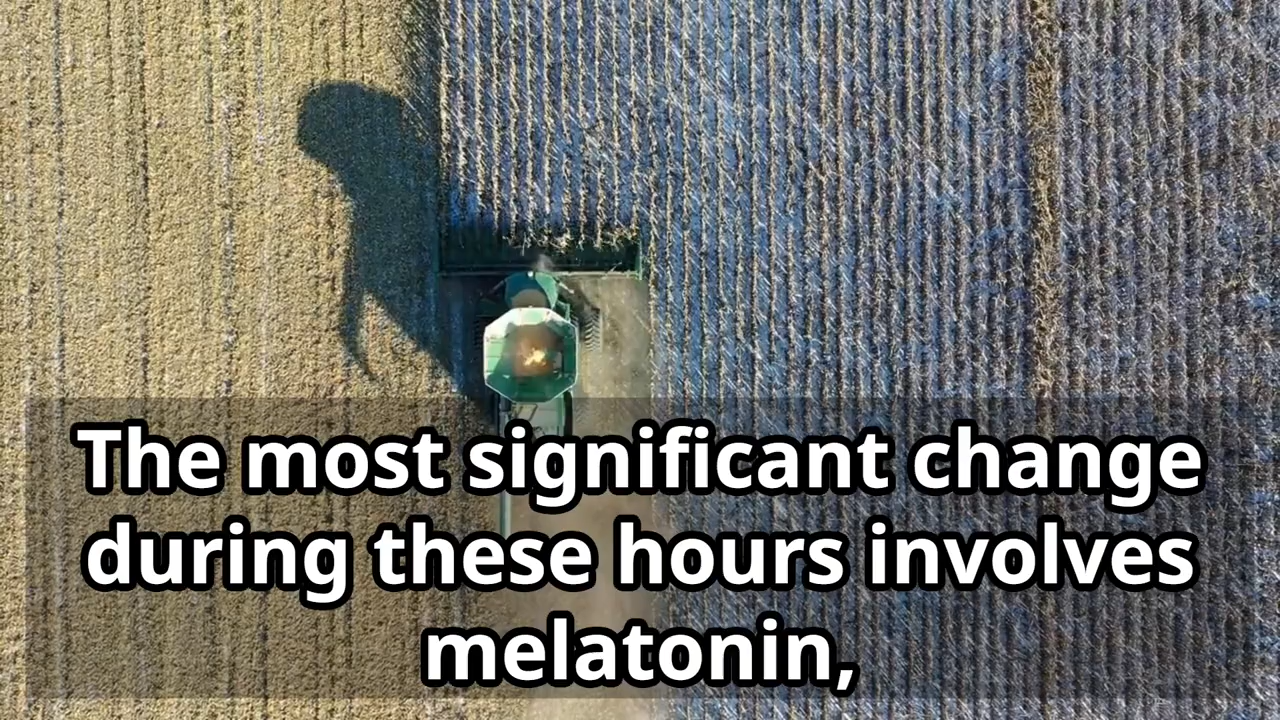 The most significant change
during these hours involves
melatonin,